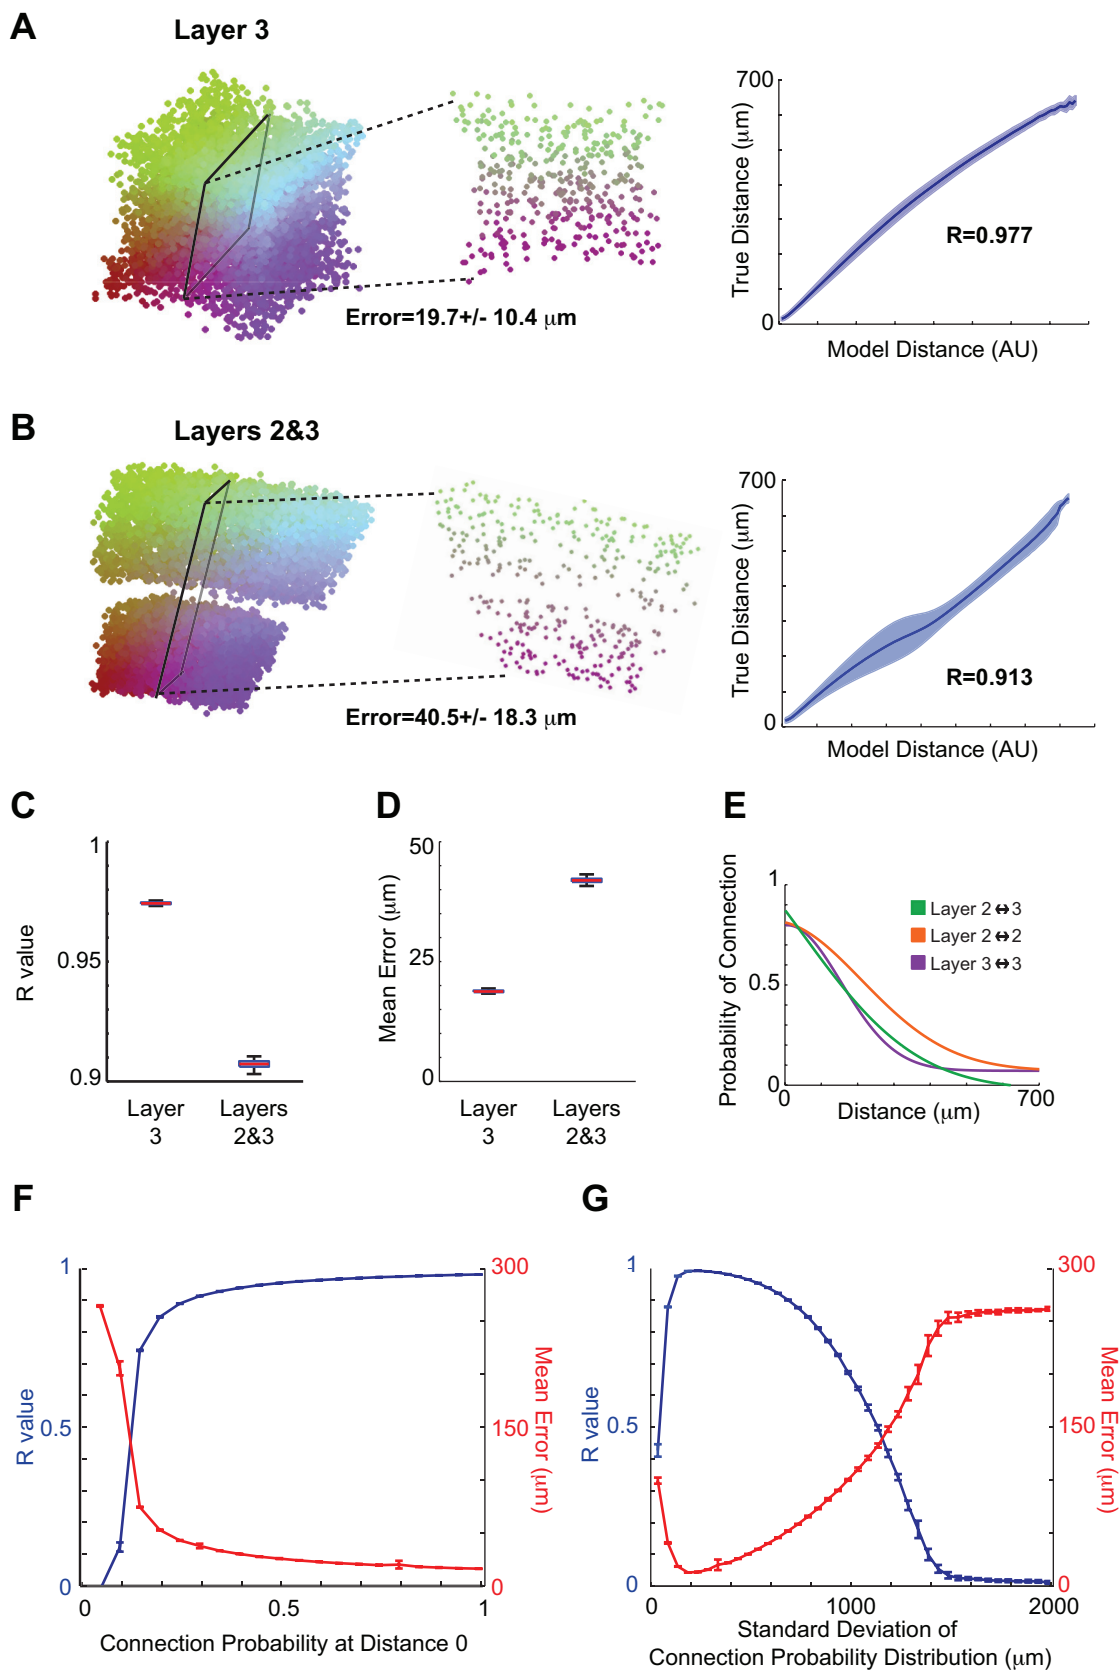 A
Layer 3
Error=19.7+/- 10.4 μm
700
True Distance (μm)
0
R=0.977
Model Distance (AU)
B
Layers 2&3
Error=40.5+/- 18.3 μm
700
True Distance (μm)
0
R=0.913
Model Distance (AU)
C
R value
1
0.95
0.9
Layer 3
Layers 2&3
D
Mean Error (μm)
50
25
0
Layer 3
Layers 2&3
E
Probability of Connection
1
0.5
0
Layer 2⇔3
Layer 2⇔2
Layer 3⇔3
0
700
Distance (μm)
F
R value
1
0.5
0
300
150
0
Mean Error (μm)
0
0.5
1
Connection Probability at Distance 0
G
R value
1
0.5
0
300
150
0
Mean Error (μm)
0
1000
2000
Standard Deviation of
Connection Probability Distribution (μm)